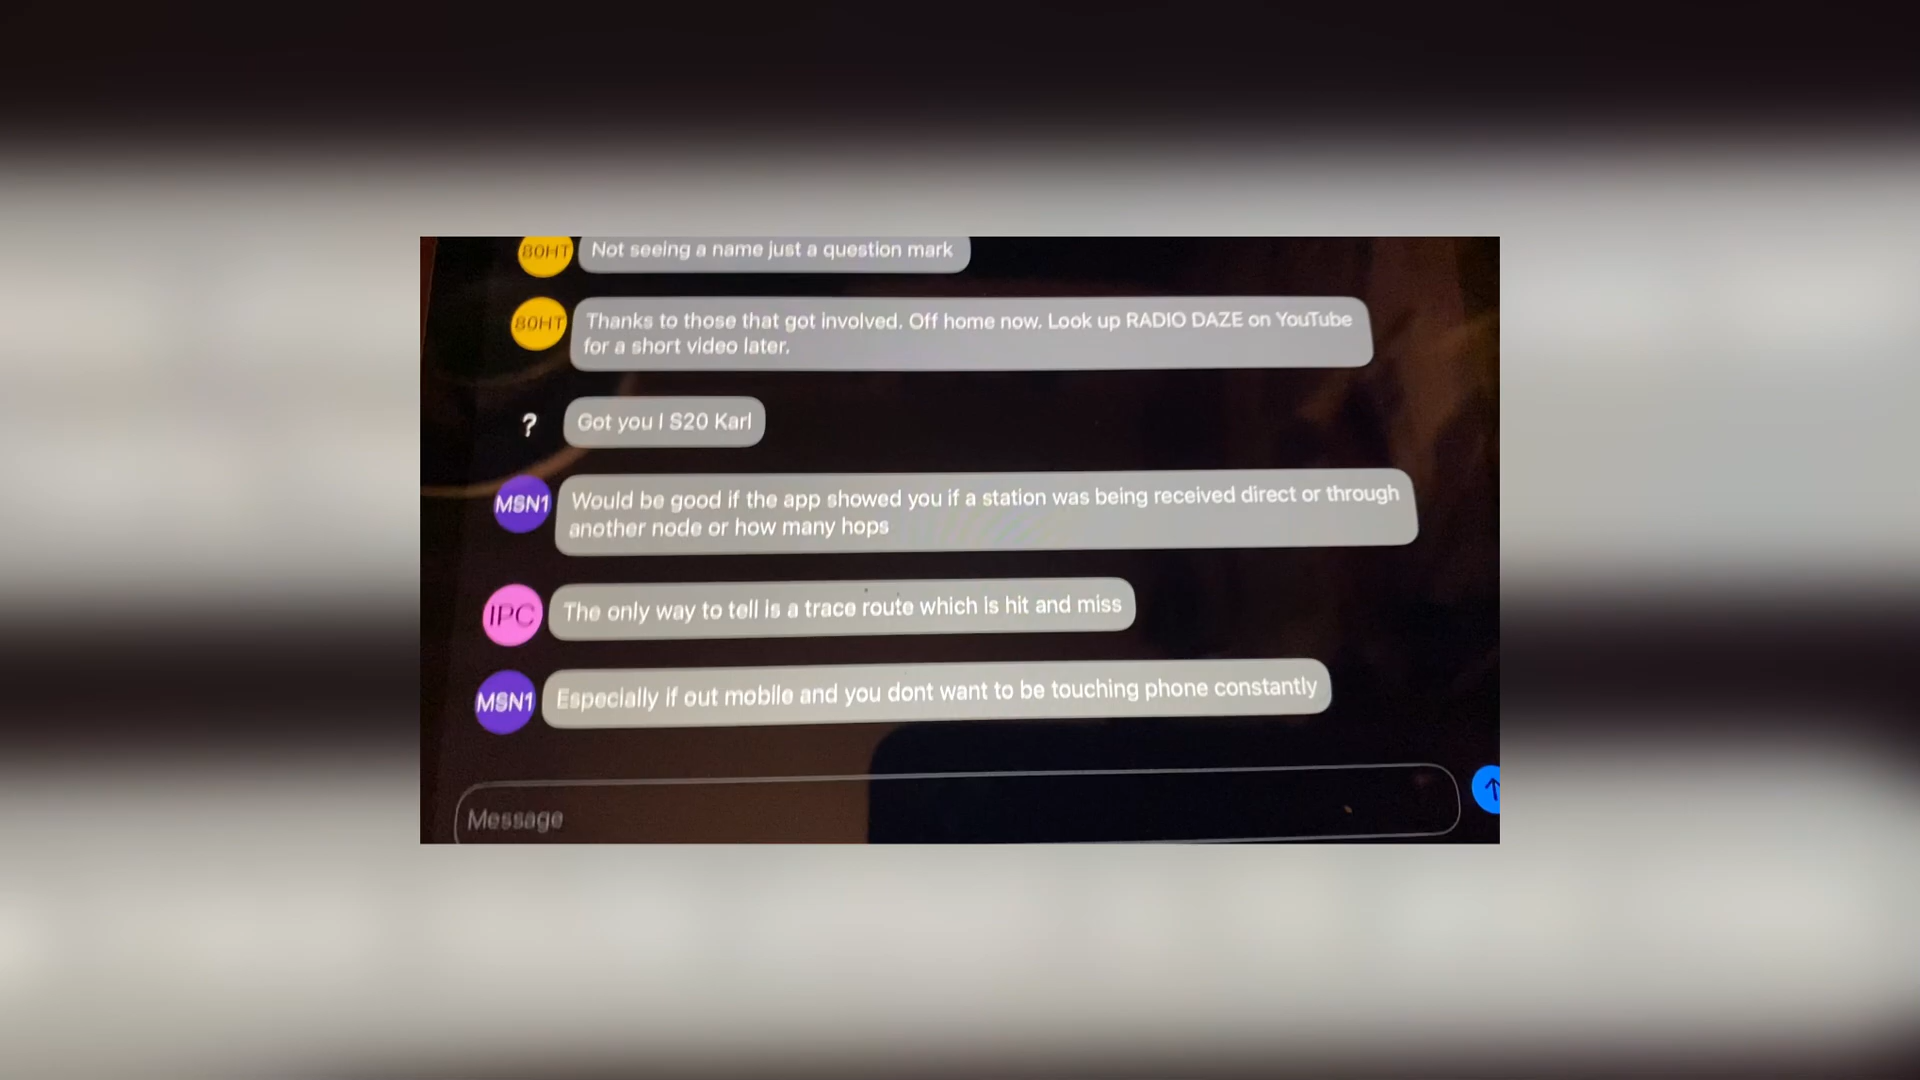 80HT
Not seeing a name just a question mark
80HT
Thanks to those that got involved. Off home now. Look up RADIO DAZE on YouTube
for a short video later.
?
Got you I S20 Karl
MSN1
Would be good if the app showed you if a station was being received direct or through
another node or how many hops
IPC
The only way to tell is a trace route which is hit and miss
MSN1
Especially if out mobile and you dont want to be touching phone constantly
Message